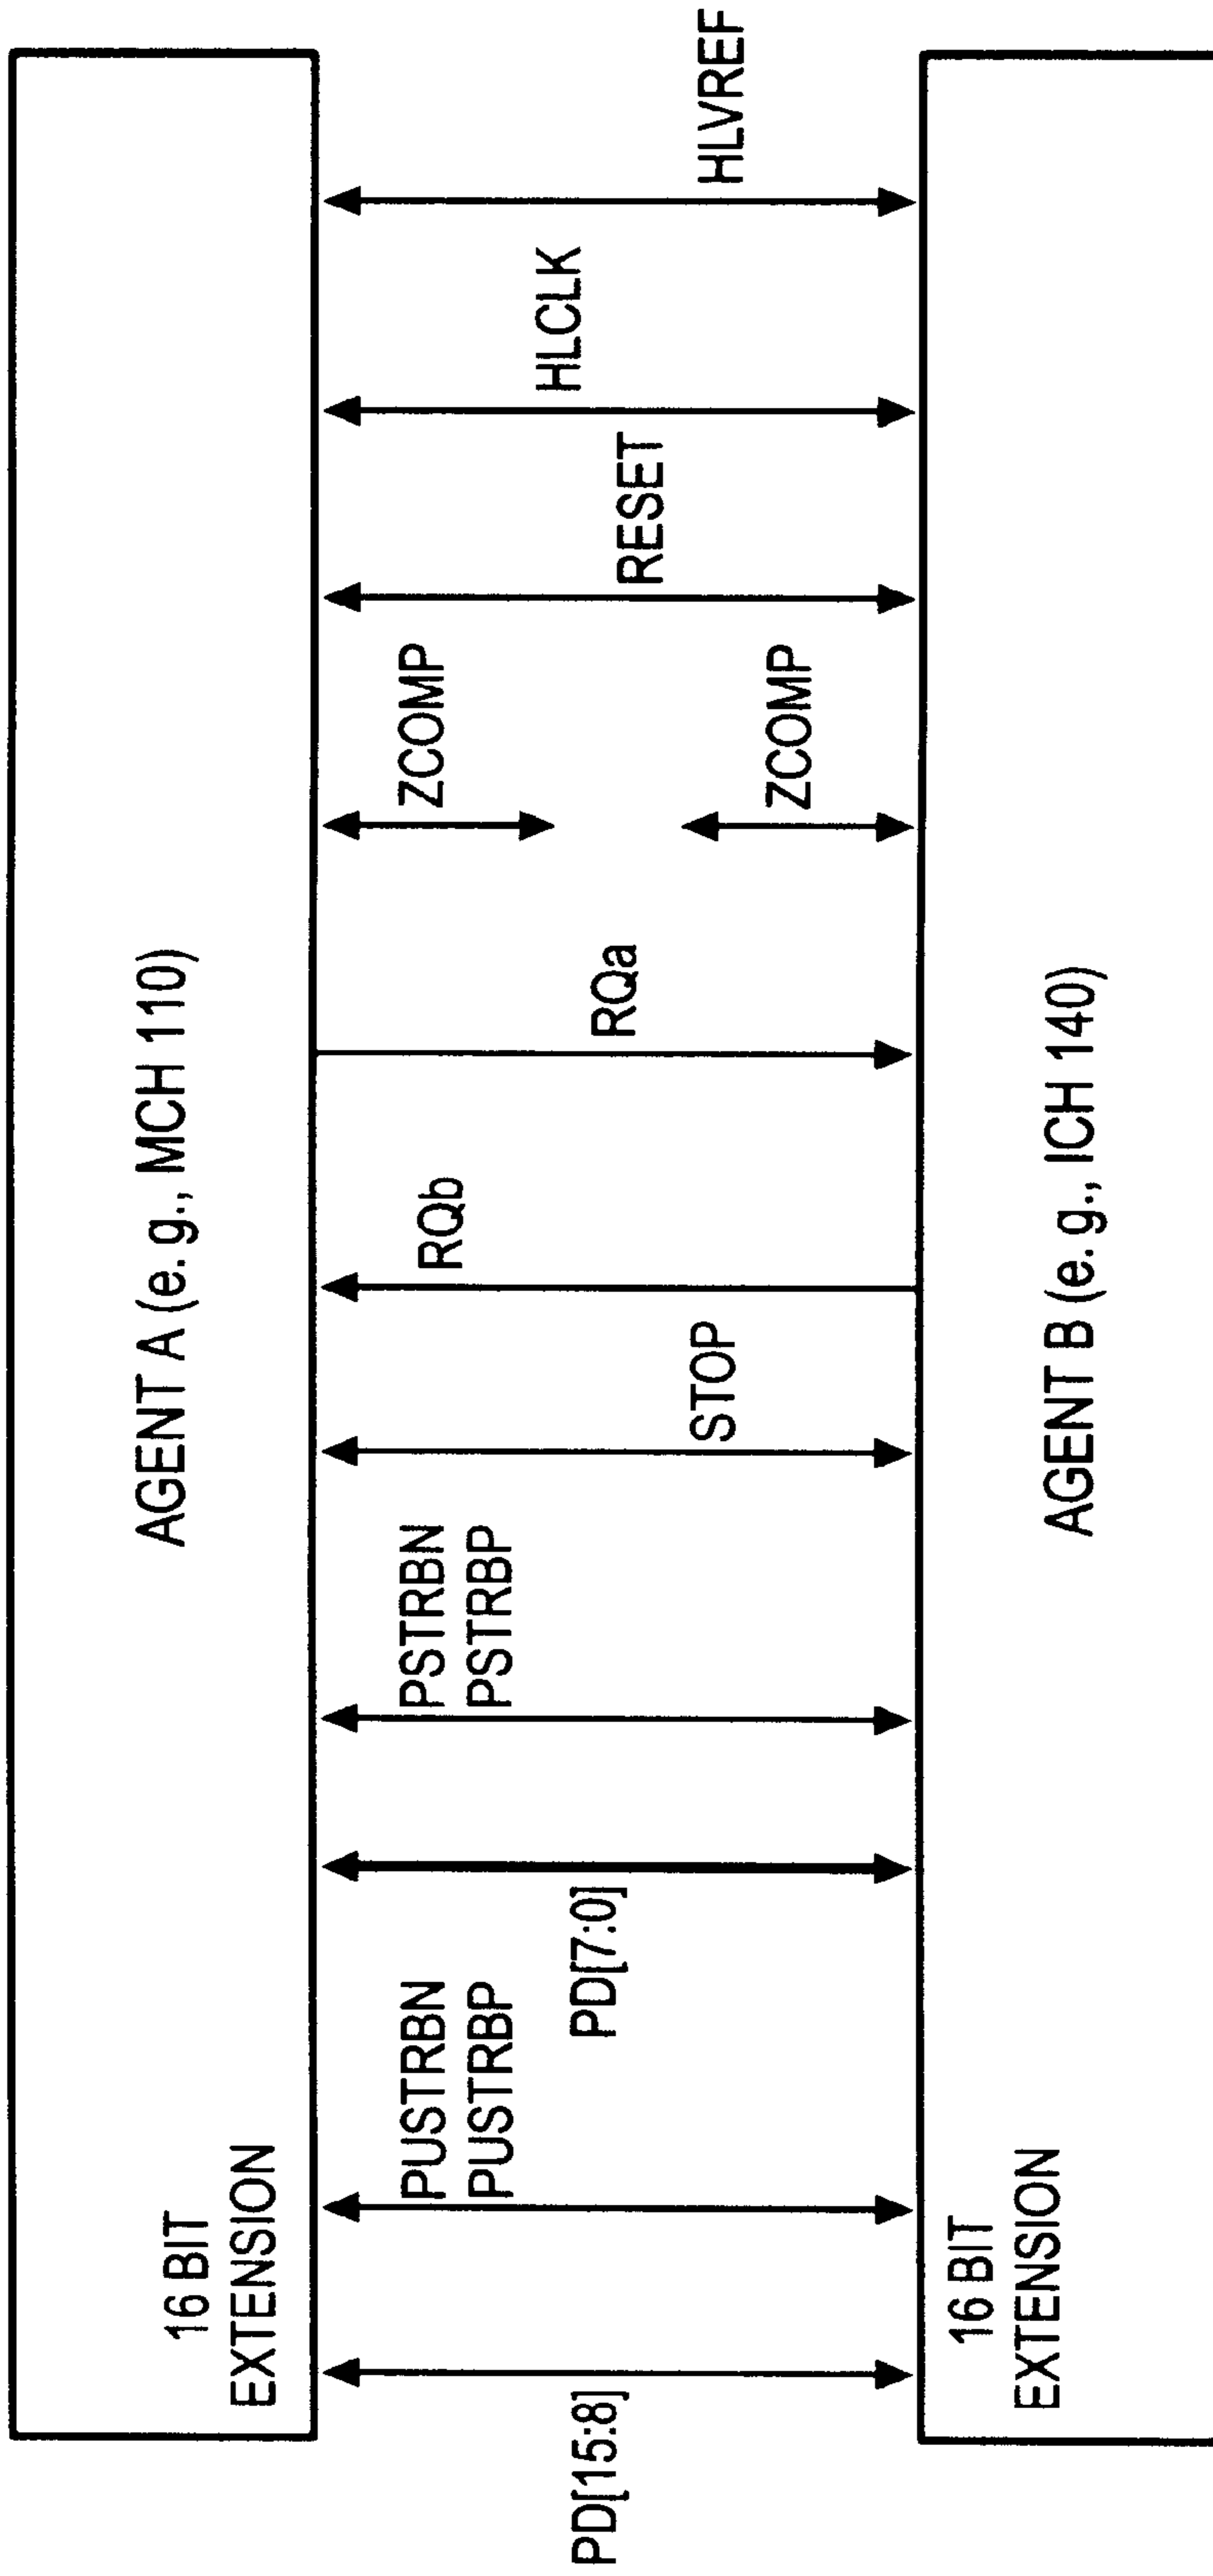 AGENT A (e. g., MCH 110)
16 BIT
EXTENSION
PD[15:8]
PUSTRBN
PUSTRBP
PD[7:0]
PSTRBN
PSTRBP
STOP
RQb
RQa
ZCOMP
ZCOMP
RESET
HLCLK
HLVREF
16 BIT
EXTENSION
AGENT B (e. g., ICH 140)